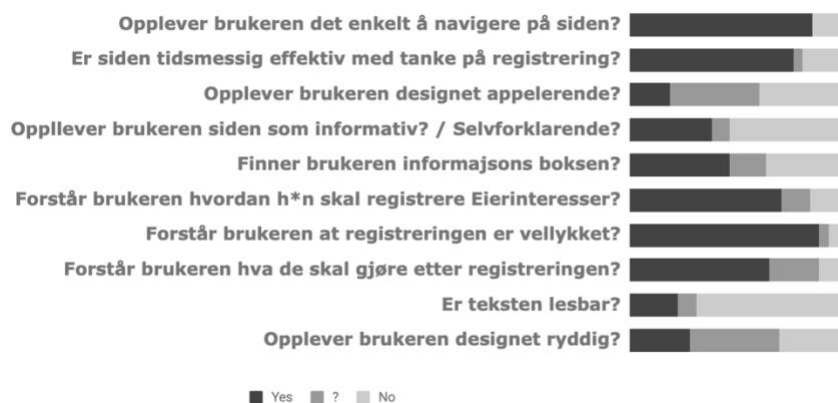 Opplever brukeren det enkelt å navigere på siden?
Er siden tidsmessig effektiv med tanke på registrering?
Opplever brukeren designet appelerende?
Oppllever brukeren siden som informativ? / Selvforklarende?
Finner brukeren informajsons boksen?
Forstår brukeren hvordan h*n skal registrere Eierinteresser?
Forstår brukeren at registreringen er vellykket?
Forstår brukeren hva de skal gjøre etter registreringen?
Er teksten lesbar?
Opplever brukeren designet ryddig?
Yes ? No